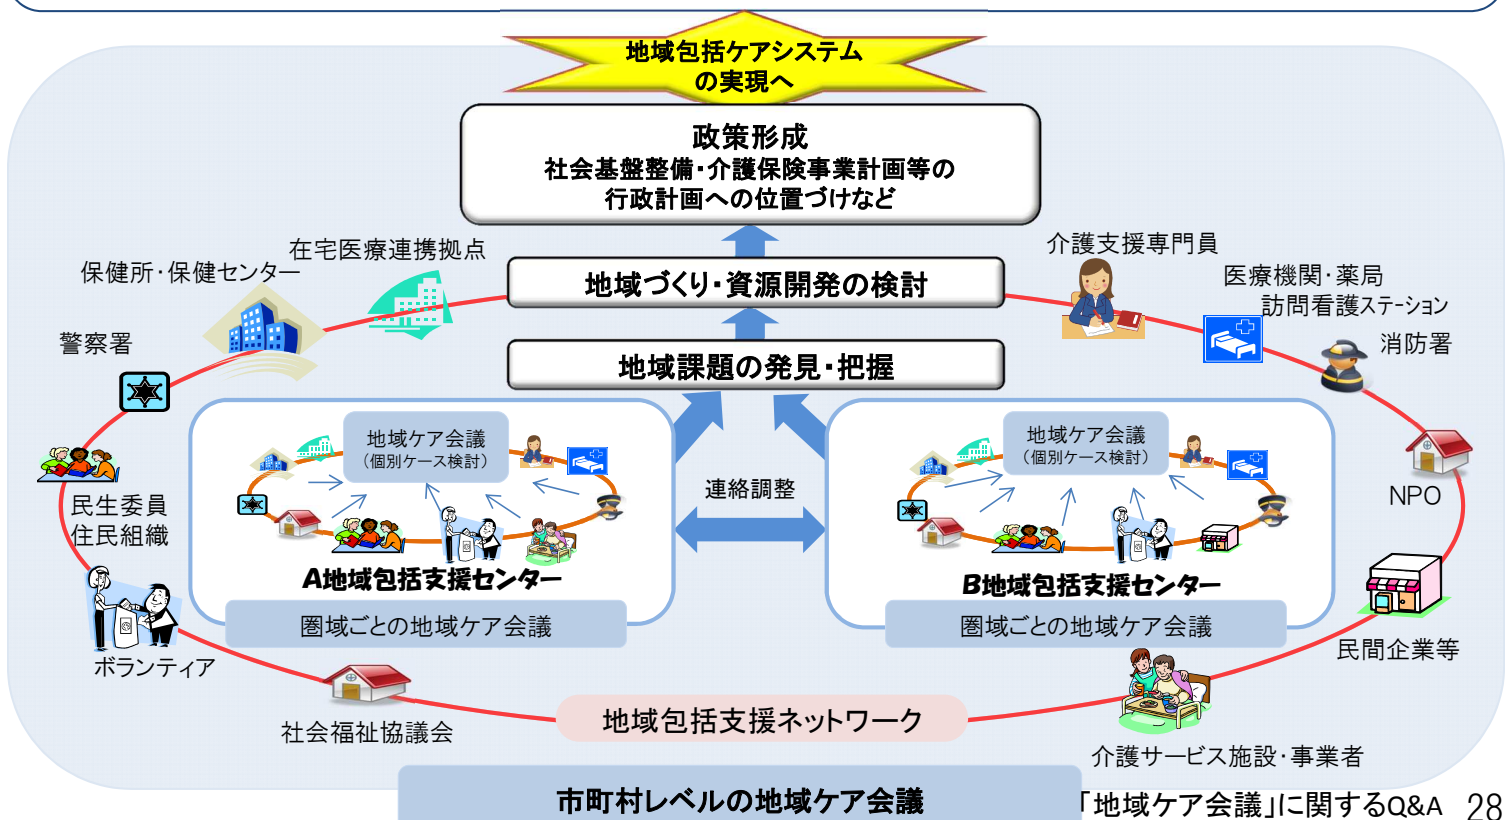 地域包括ケアシステム
の実現へ
政策形成
社会基盤整備・介護保険事業計画等の
行政計画への位置づけなど
在宅医療連携拠点
保健所・保健センター
介護支援専門員
医療機関・薬局
訪問看護ステーション
地域づくり・資源開発の検討
警察署
消防署
地域課題の発見・把握
地域ケア会議
（個別ケース検討）
地域ケア会議
（個別ケース検討）
連絡調整
民生委員
住民組織
NPO
A地域包括支援センター
B地域包括支援センター
圏域ごとの地域ケア会議
圏域ごとの地域ケア会議
ボランティア
民間企業等
社会福祉協議会
地域包括支援ネットワーク
介護サービス施設・事業者
市町村レベルの地域ケア会議
「地域ケア会議」に関するQ&A
28